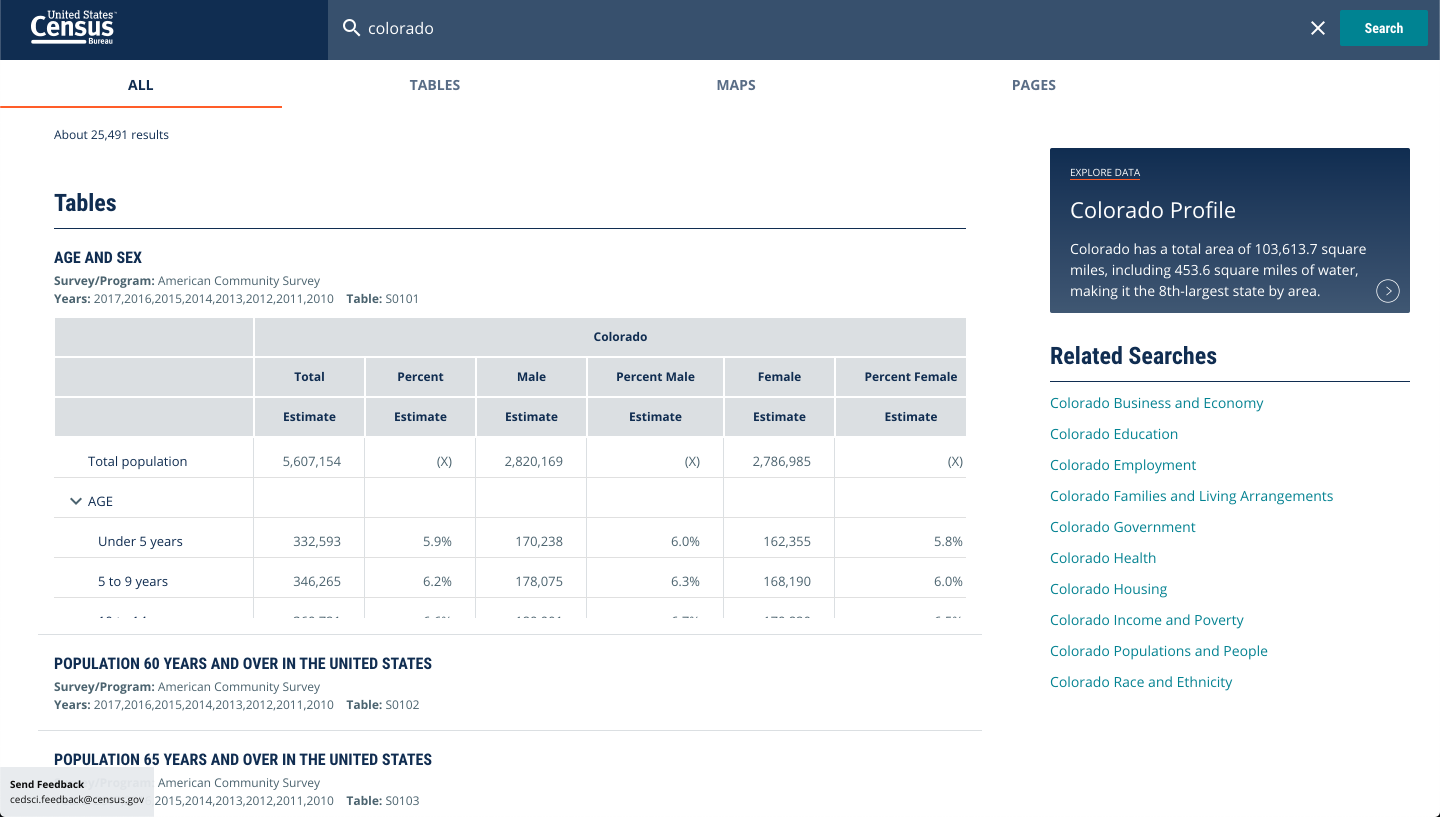 United States™
Census
Bureau
colorado
Search
ALL TABLES MAPS PAGES
About 25,491 results
Tables
AGE AND SEX
Survey/Program: American Community Survey
Years: 2017,2016,2015,2014,2013,2012,2011,2010 Table: S0101
Colorado
Total Percent Male Percent Male Female Percent Female
Estimate Estimate Estimate Estimate Estimate Estimate
Total population 5,607,154 (X) 2,820,169 (X) 2,786,985 (X)
AGE
Under 5 years 332,593 5.9% 170,238 6.0% 162,355 5.8%
5 to 9 years 346,265 6.2% 178,075 6.3% 168,190 6.0%
POPULATION 60 YEARS AND OVER IN THE UNITED STATES
Survey/Program: American Community Survey
Years: 2017,2016,2015,2014,2013,2012,2011,2010 Table: S0102
POPULATION 65 YEARS AND OVER IN THE UNITED STATES
Survey/Program: American Community Survey
2015,2014,2013,2012,2011,2010 Table: S0103
Send Feedback
cedsci.feedback@census.gov
EXPLORE DATA
Colorado Profile
Colorado has a total area of 103,613.7 square
miles, including 453.6 square miles of water,
making it the 8th-largest state by area.
Related Searches
Colorado Business and Economy
Colorado Education
Colorado Employment
Colorado Families and Living Arrangements
Colorado Government
Colorado Health
Colorado Housing
Colorado Income and Poverty
Colorado Populations and People
Colorado Race and Ethnicity